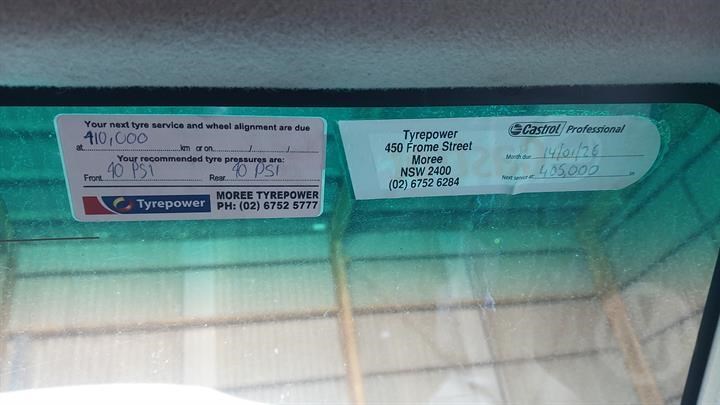 Your next tyre service and wheel alignment are due
410,000
at km or on / /
Your recommended tyre pressures are:
Front 40 PSI Rear 40 PSI
Tyrepower
MOREE TYREPOWER
PH: (02) 6752 5777
Tyrepower
450 Frome Street
Moree
NSW 2400
(02) 6752 6284
Castrol Professional
Month due 14/01/26
Next service at 405,000 km